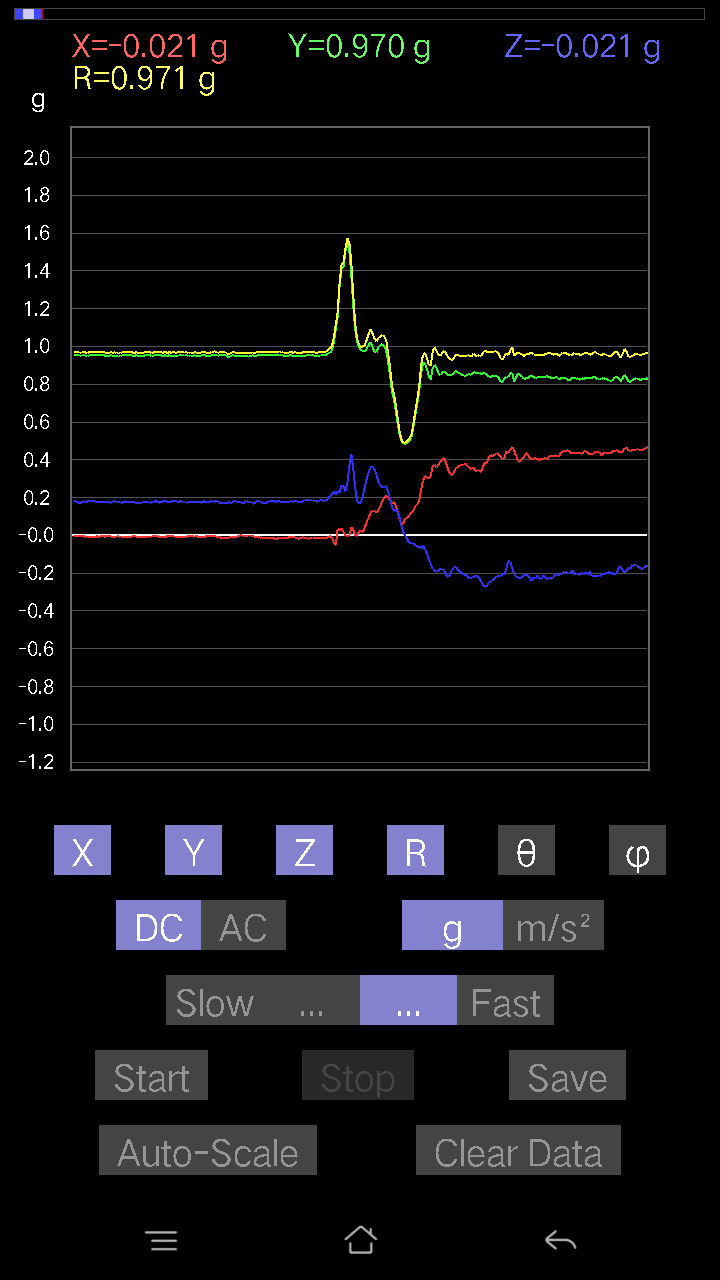 X=-0.021 g Y=0.970 g Z=-0.021 g
R=0.971 g
g
2.0
1.8
1.6
1.4
1.2
1.0
0.8
0.6
0.4
0.2
-0.0
-0.2
-0.4
-0.6
-0.8
-1.0
-1.2
X Y Z R θ φ
DC AC g m/s²
Slow ... ... Fast
Start Stop Save
Auto-Scale Clear Data